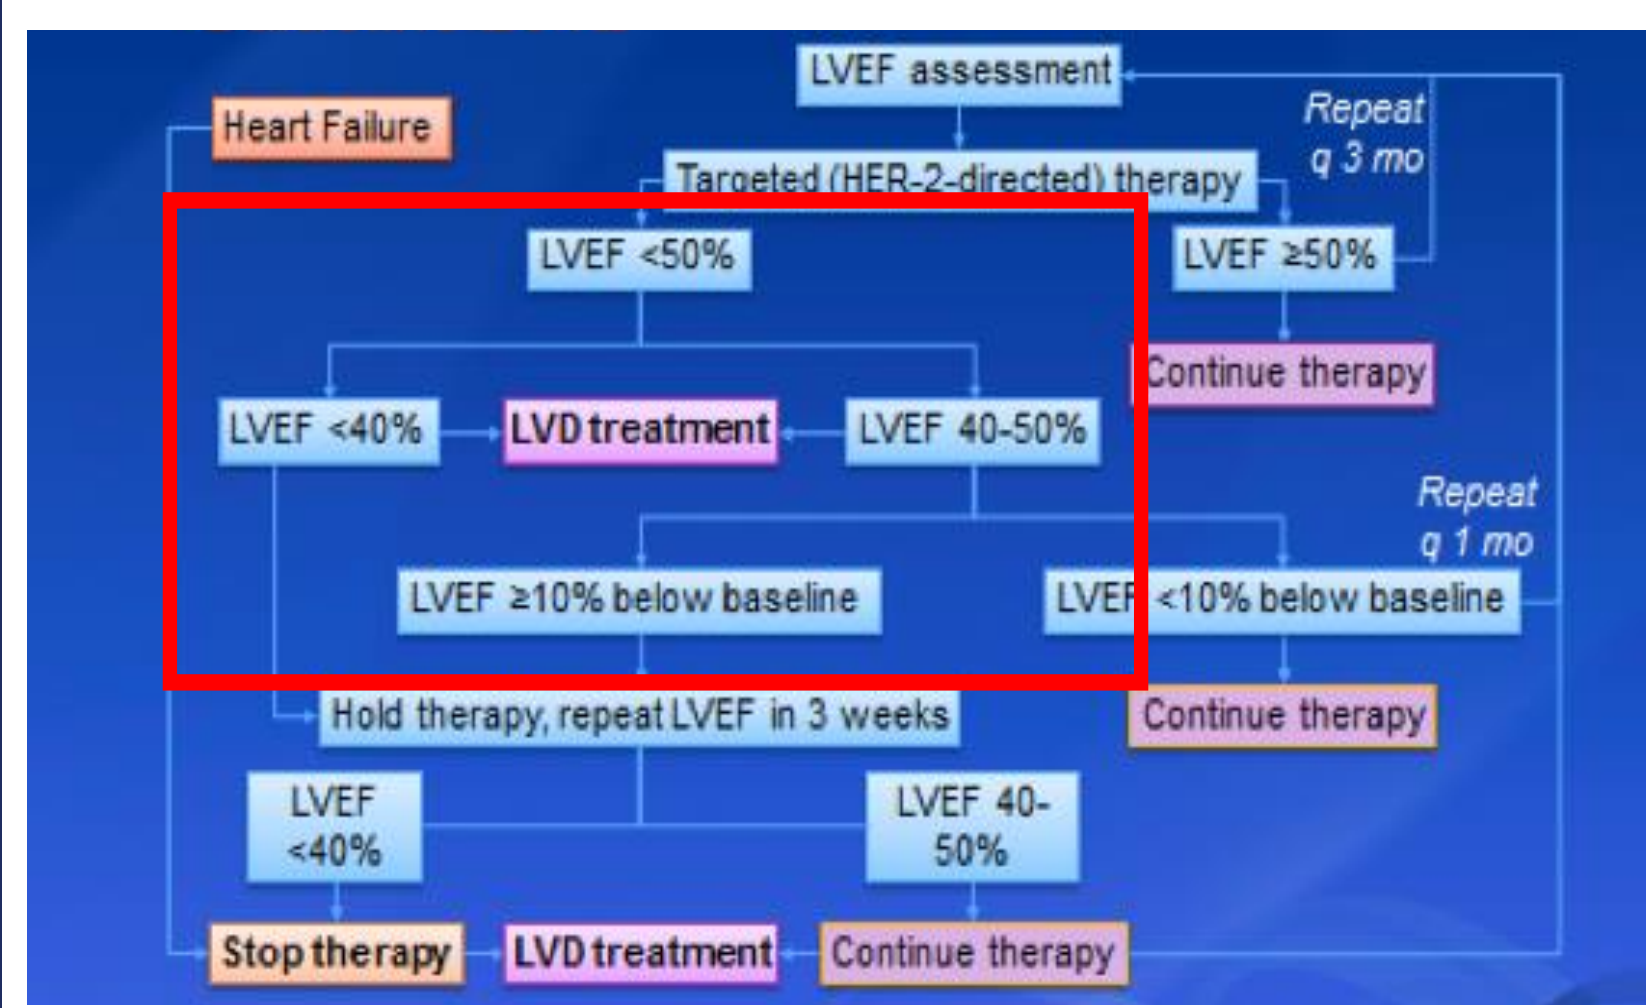 LVEF assessment
Heart Failure
Repeat
q 3 mo
Targeted (HER-2-directed) therapy
LVEF <50%
LVEF ≥50%
Continue therapy
LVEF <40%
LVD treatment
LVEF 40-50%
Repeat
q 1 mo
LVEF ≥10% below baseline
LVEF <10% below baseline
Hold therapy, repeat LVEF in 3 weeks
Continue therapy
LVEF
<40%
LVEF 40-
50%
Stop therapy
LVD treatment
Continue therapy